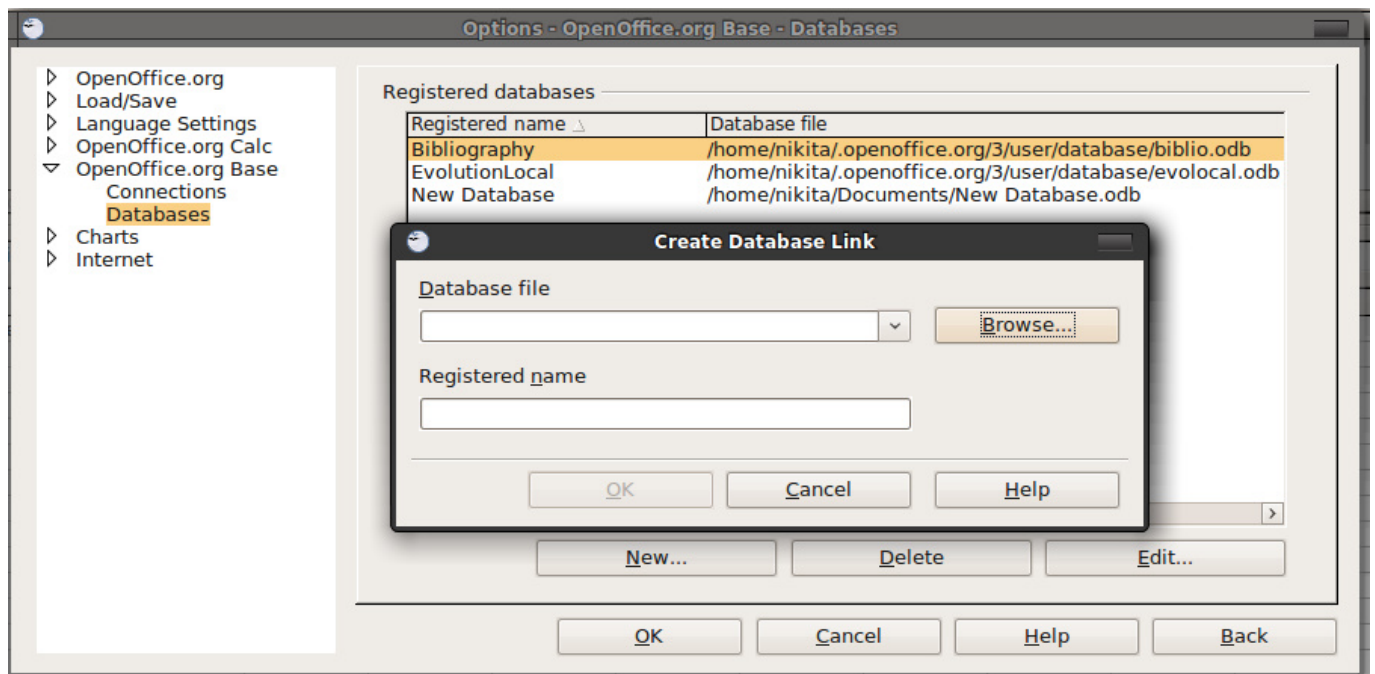 Options - OpenOffice.org Base - Databases
OpenOffice.org
Load/Save
Language Settings
OpenOffice.org Calc
OpenOffice.org Base
Connections
Databases
Charts
Internet
Registered databases
Registered name Database file
Bibliography /home/nikita/.openoffice.org/3/user/database/biblio.odb
EvolutionLocal /home/nikita/.openoffice.org/3/user/database/evolocal.odb
New Database /home/nikita/Documents/New Database.odb
Create Database Link
Database file
Browse...
Registered name
OK Cancel Help
New... Delete Edit...
OK Cancel Help Back